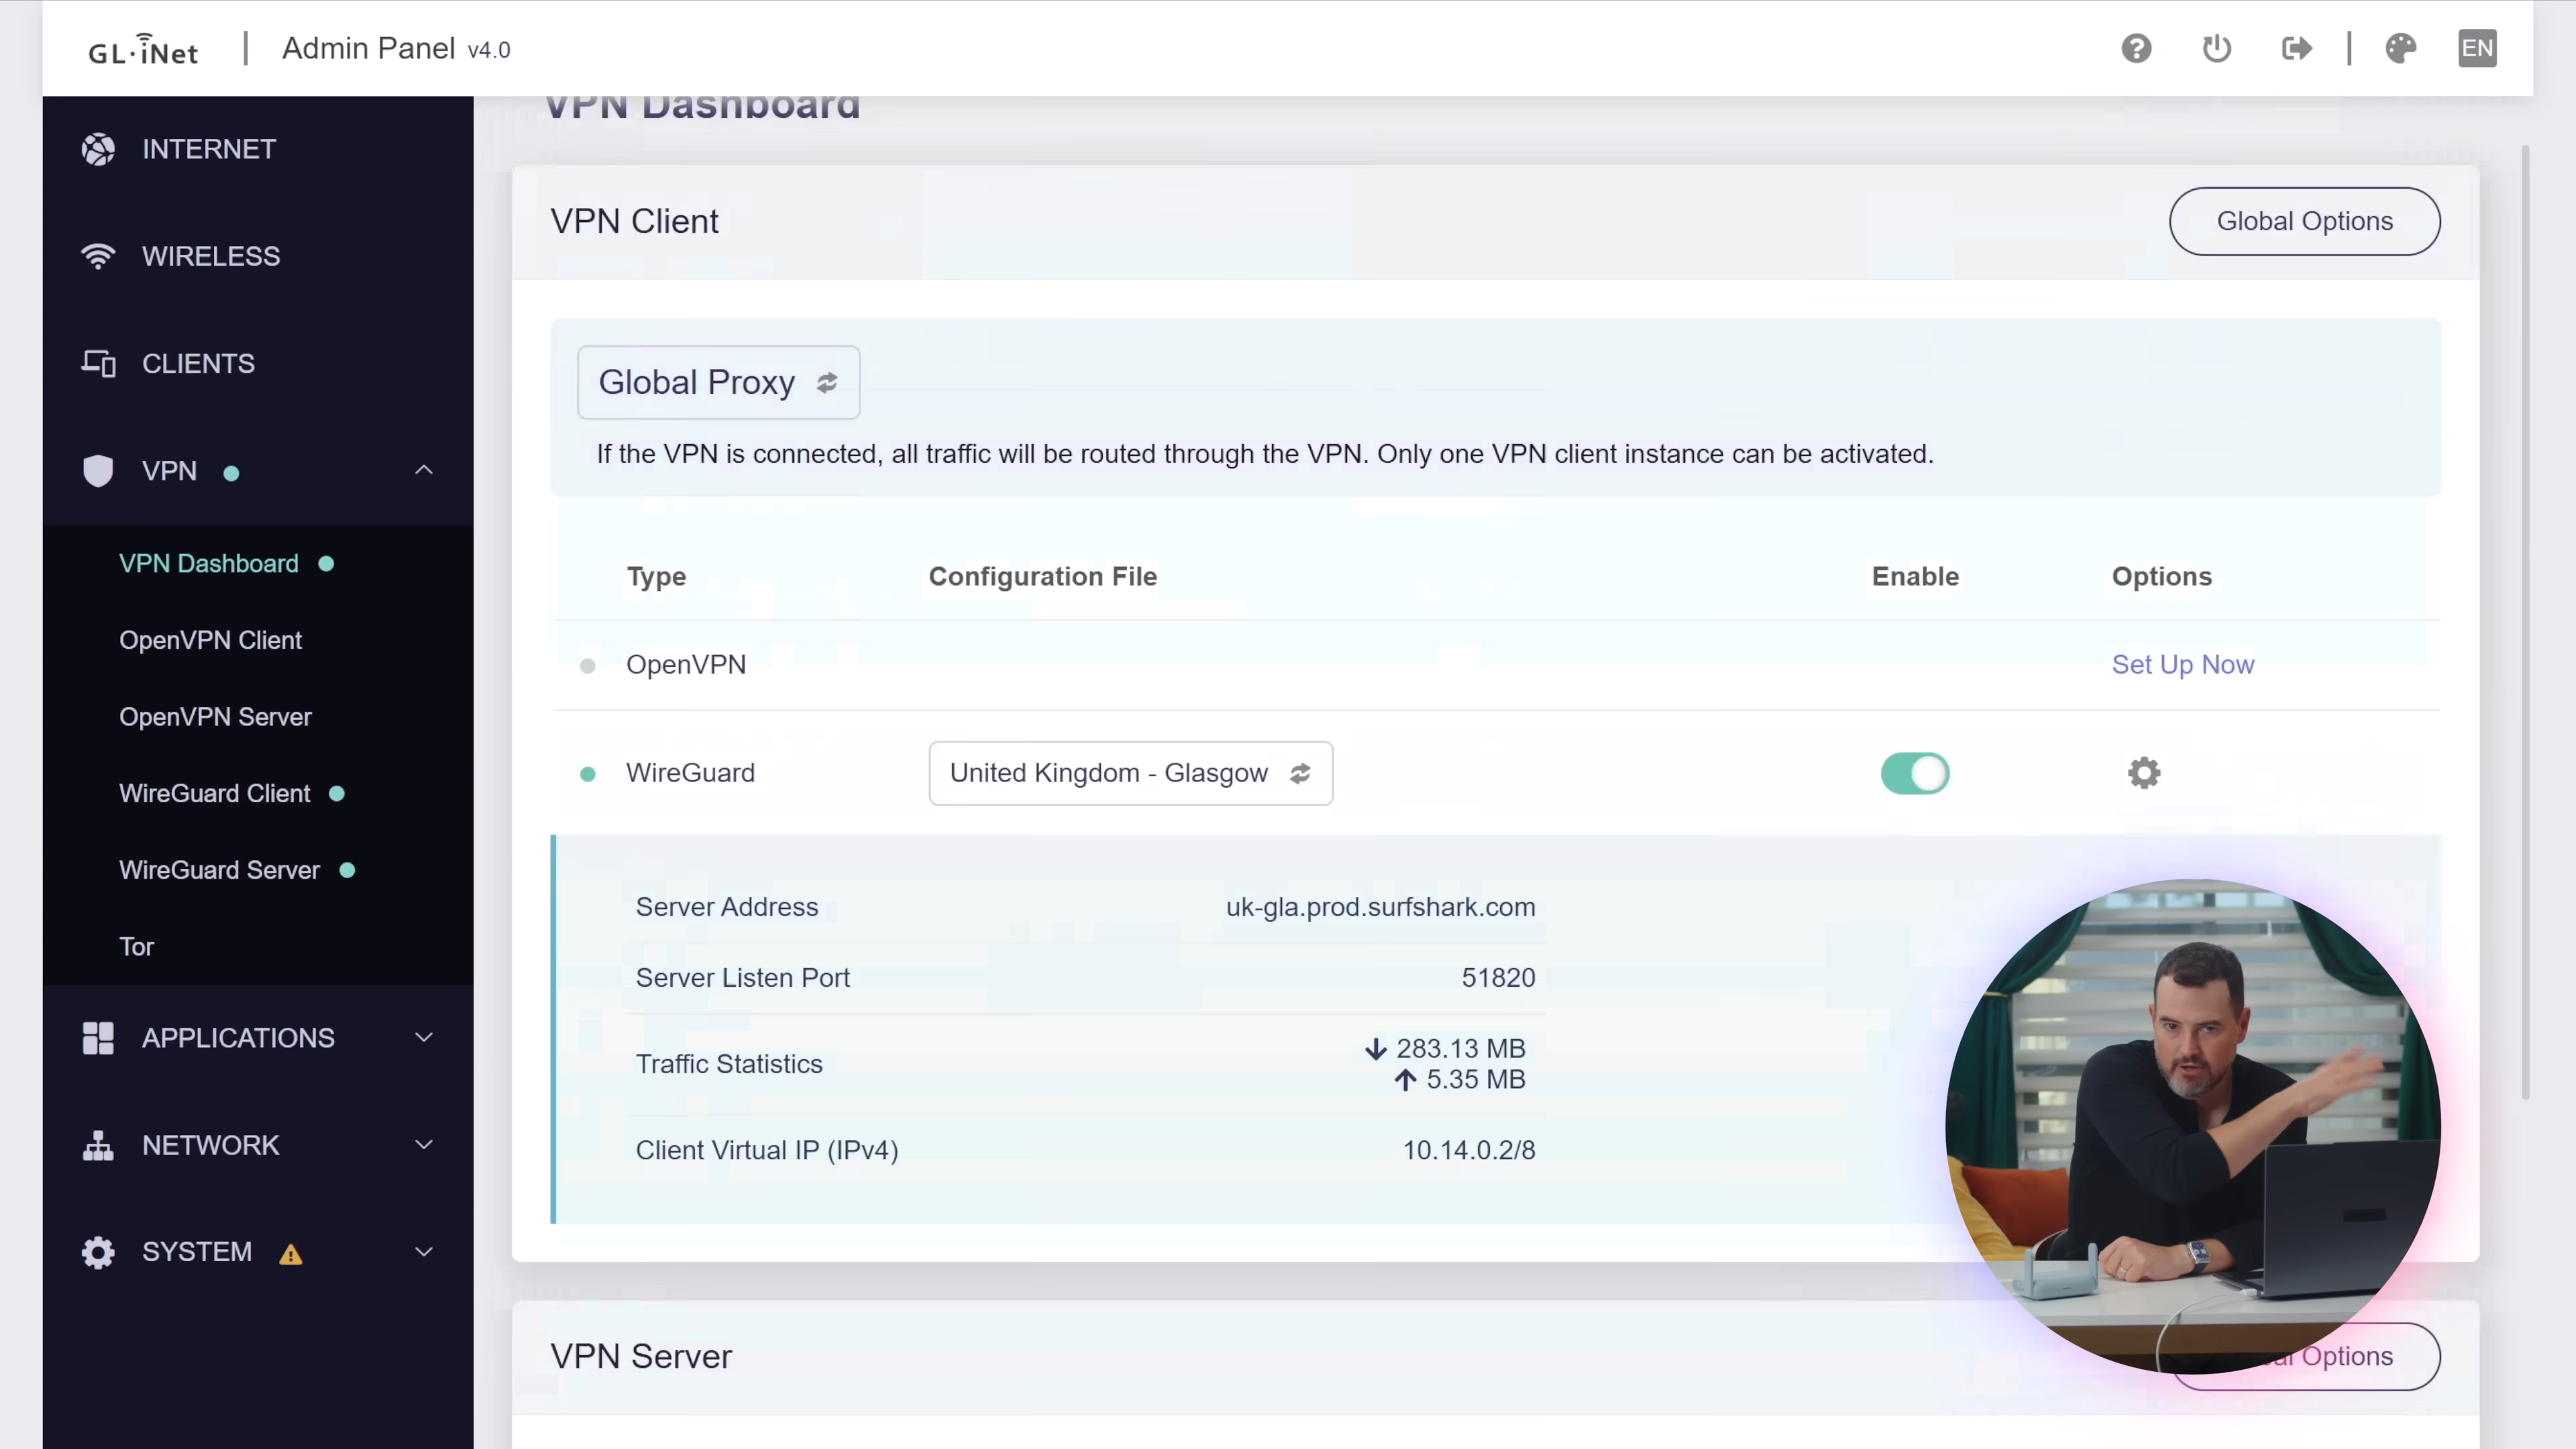 GL·iNet | Admin Panel v4.0
EN
INTERNET
WIRELESS
CLIENTS
VPN
VPN Dashboard
OpenVPN Client
OpenVPN Server
WireGuard Client
WireGuard Server
Tor
APPLICATIONS
NETWORK
SYSTEM
VPN Dashboard
VPN Client
Global Options
Global Proxy
If the VPN is connected, all traffic will be routed through the VPN. Only one VPN client instance can be activated.
Type Configuration File Enable Options
OpenVPN Set Up Now
WireGuard United Kingdom - Glasgow
Server Address uk-gla.prod.surfshark.com
Server Listen Port 51820
Traffic Statistics ↓ 283.13 MB
↑ 5.35 MB
Client Virtual IP (IPv4) 10.14.0.2/8
VPN Server
Options